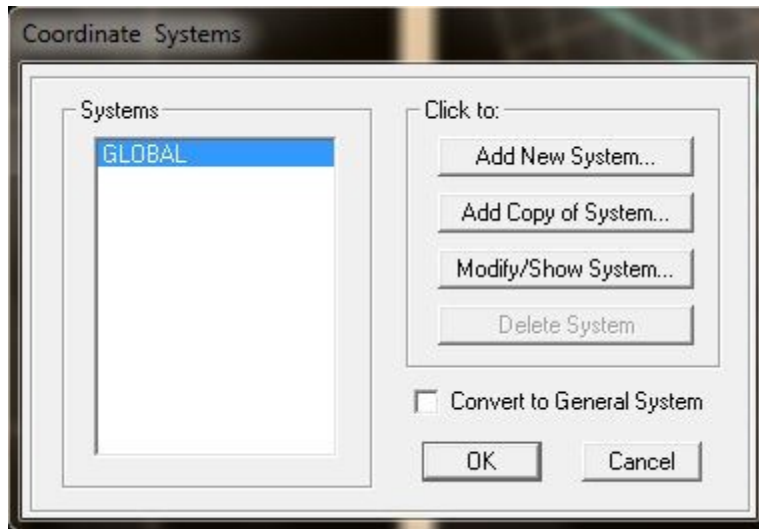 Coordinate Systems
Systems
GLOBAL
Click to:
Add New System...
Add Copy of System...
Modify/Show System...
Delete System
Convert to General System
OK
Cancel